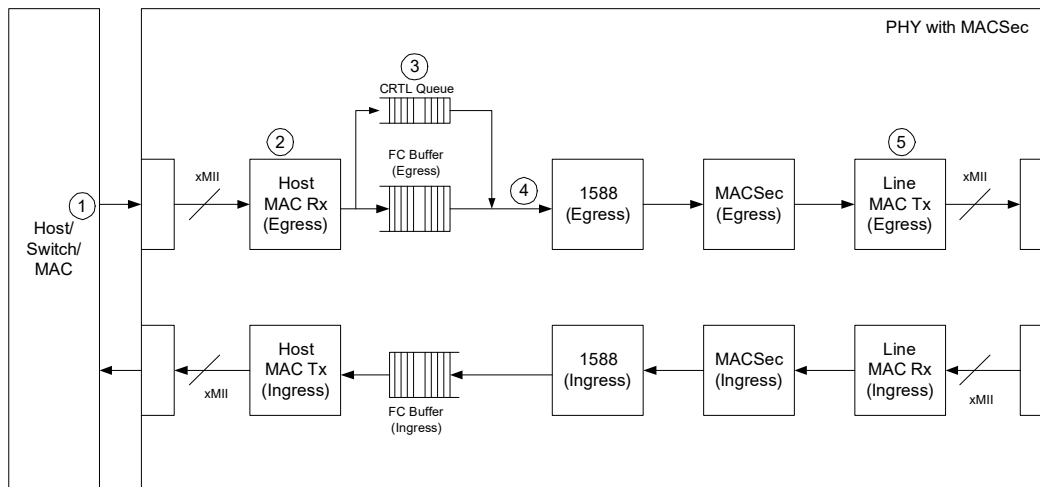 PHY with MACSec
3
CRTL Queue
2
5
FC Buffer
(Egress)
xMII
4
xMII
1
Host
MAC Rx
(Egress)
1588
(Egress)
MACSec
(Egress)
Line
MAC Tx
(Egress)
Host/
Switch/
MAC
Host
MAC Tx
(Ingress)
1588
(Ingress)
MACSec
(Ingress)
Line
MAC Rx
(Ingress)
xMII
xMII
FC Buffer
(Ingress)